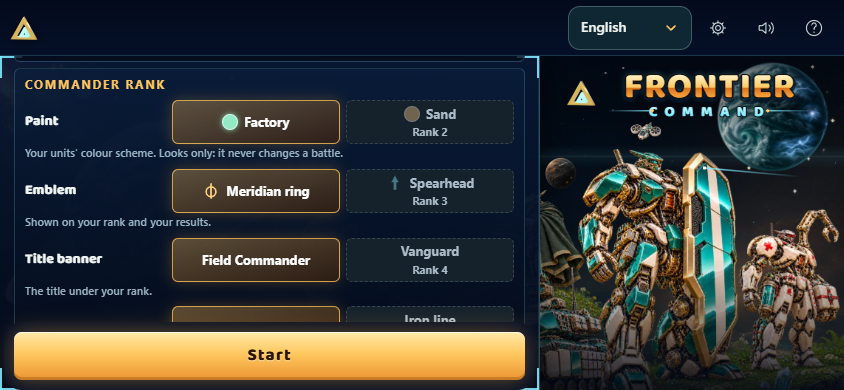 English
COMMANDER RANK
Paint
Factory
Sand
Rank 2
Your units' colour scheme. Looks only: it never changes a battle.
Emblem
Meridian ring
Spearhead
Rank 3
Shown on your rank and your results.
Title banner
Field Commander
Vanguard
Rank 4
The title under your rank.
Iron line
Start
FRONTIER
COMMAND